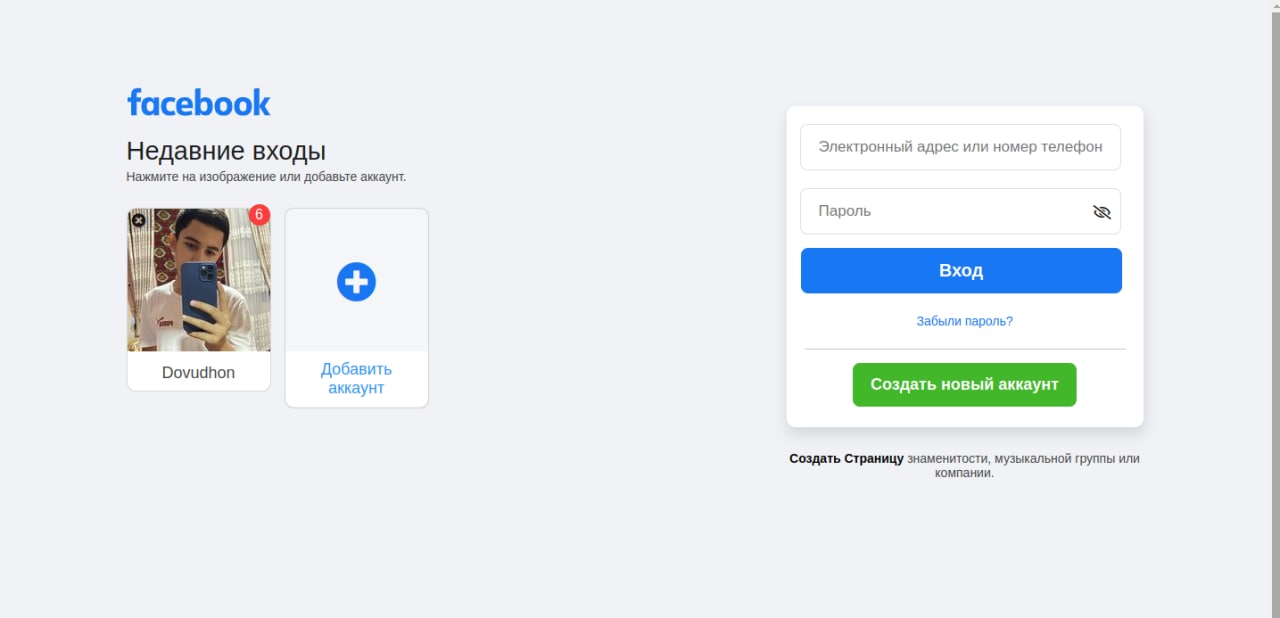 facebook
Недавние входы
Нажмите на изображение или добавьте аккаунт.
6
Dovudhon
Добавить
аккаунт
Электронный адрес или номер телефон
Пароль
Вход
Забыли пароль?
Создать новый аккаунт
Создать Страницу знаменитости, музыкальной группы или
компании.